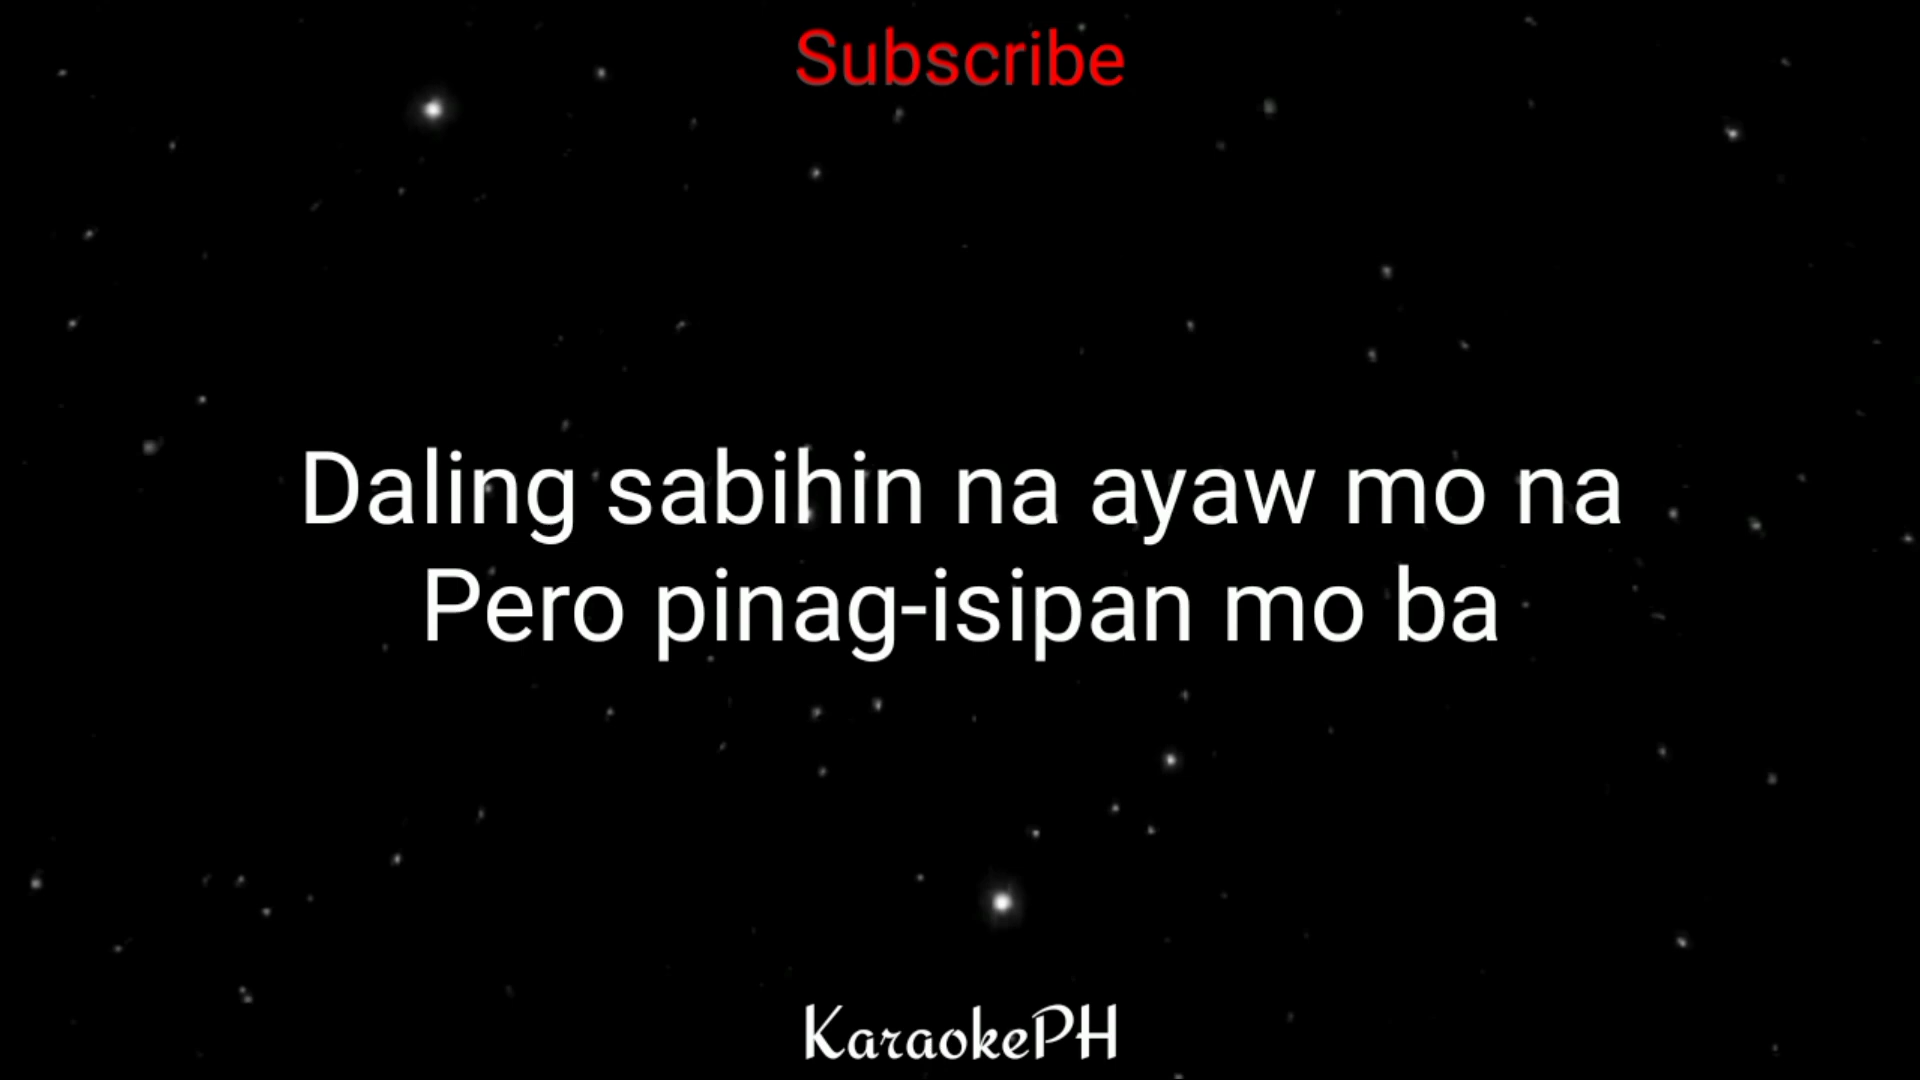 Subscribe
Daling sabihin na ayaw mo na
Pero pinag-isipan mo ba
KaraokePH